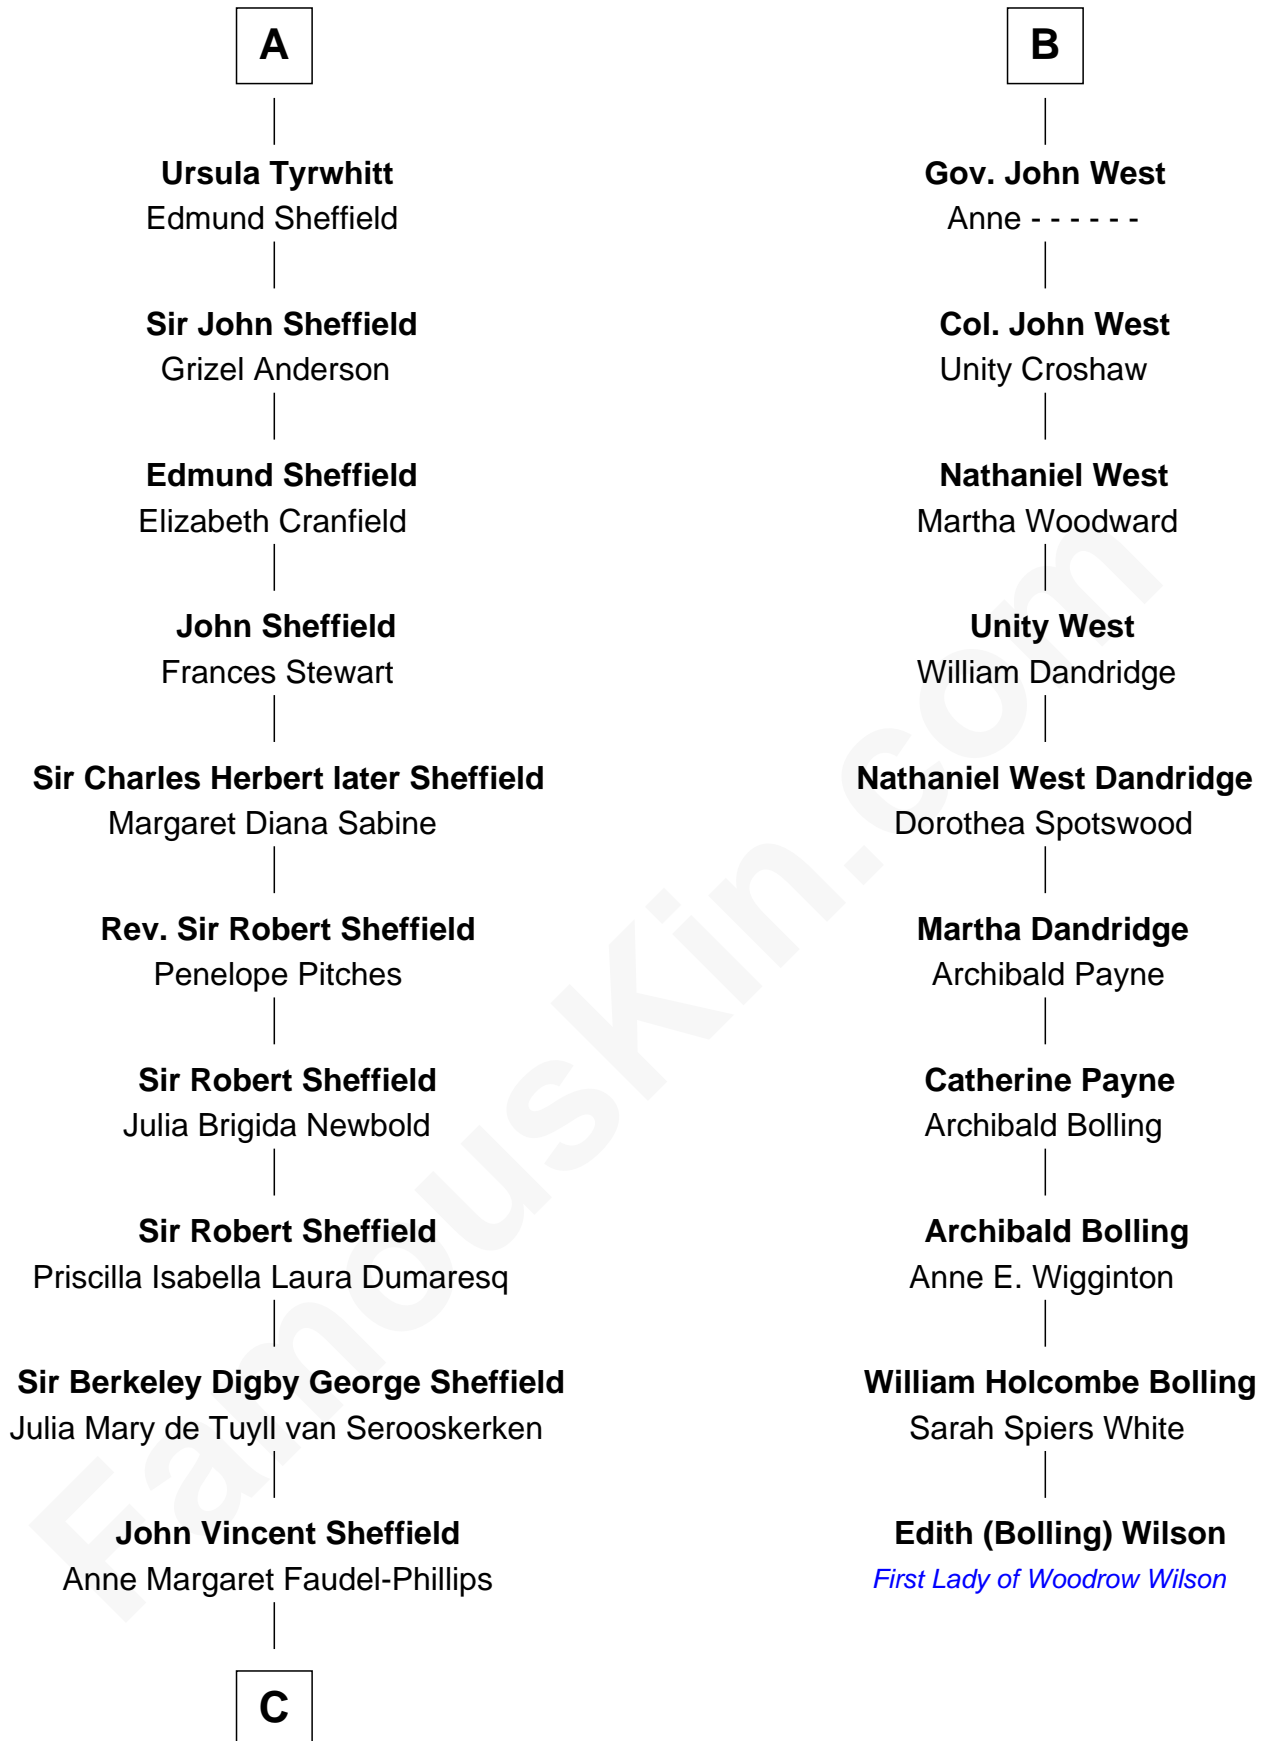 A
Ursula Tyrwhitt
Edmund Sheffield
Sir John Sheffield
Grizel Anderson
Edmund Sheffield
Elizabeth Cranfield
John Sheffield
Frances Stewart
Sir Charles Herbert later Sheffield
Margaret Diana Sabine
Rev. Sir Robert Sheffield
Penelope Pitches
Sir Robert Sheffield
Julia Brigida Newbold
Sir Robert Sheffield
Priscilla Isabella Laura Dumaresq
Sir Berkeley Digby George Sheffield
Julia Mary de Tuyll van Serooskerken
John Vincent Sheffield
Anne Margaret Faudel-Phillips
C
B
Gov. John West
Anne - - - - - -
Col. John West
Unity Croshaw
Nathaniel West
Martha Woodward
Unity West
William Dandridge
Nathaniel West Dandridge
Dorothea Spotswood
Martha Dandridge
Archibald Payne
Catherine Payne
Archibald Bolling
Archibald Bolling
Anne E. Wigginton
William Holcombe Bolling
Sarah Spiers White
Edith (Bolling) Wilson
First Lady of Woodrow Wilson
FamousKin.com